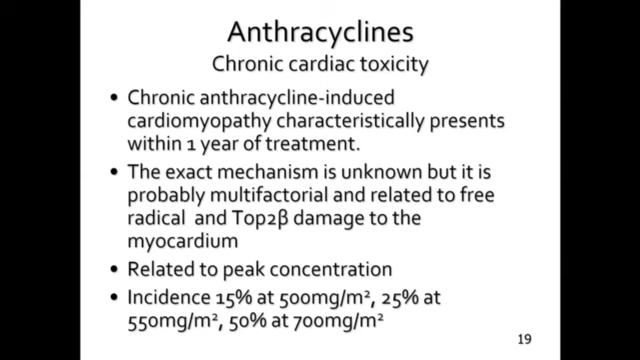 Anthracyclines
Chronic cardiac toxicity
• Chronic anthracycline-induced
cardiomyopathy characteristically presents
within 1 year of treatment.
• The exact mechanism is unknown but it is
probably multifactorial and related to free
radical and Top2β damage to the
myocardium
• Related to peak concentration
• Incidence 15% at 500mg/m², 25% at
550mg/m², 50% at 700mg/m²
19